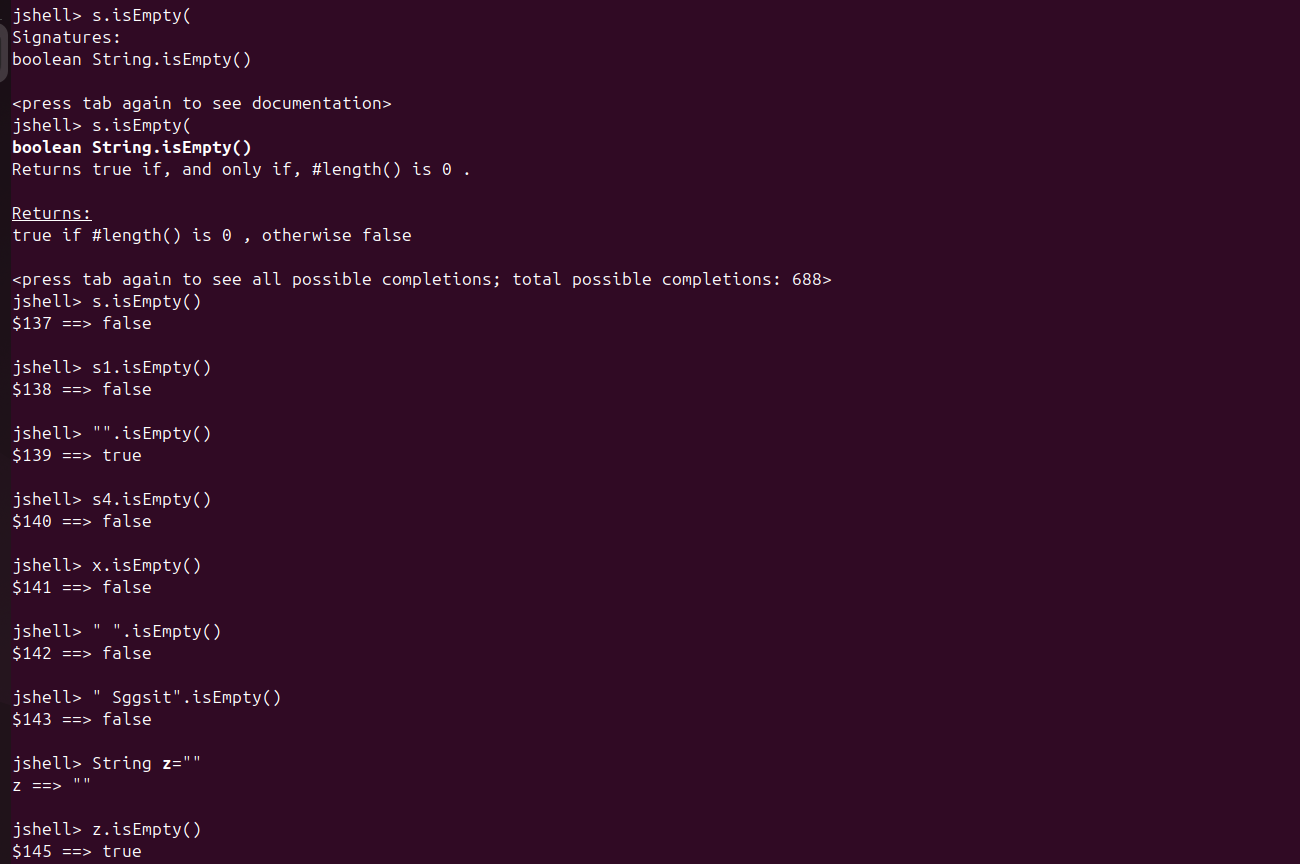 jshell> s.isEmpty(
Signatures:
boolean String.isEmpty()
<press tab again to see documentation>
jshell> s.isEmpty(
boolean String.isEmpty()
Returns true if, and only if, #length() is 0 .
Returns:
true if #length() is 0 , otherwise false
<press tab again to see all possible completions; total possible completions: 688>
jshell> s.isEmpty()
$137 ==> false
jshell> s1.isEmpty()
$138 ==> false
jshell> "".isEmpty()
$139 ==> true
jshell> s4.isEmpty()
$140 ==> false
jshell> x.isEmpty()
$141 ==> false
jshell> " ".isEmpty()
$142 ==> false
jshell> " Sggsit".isEmpty()
$143 ==> false
jshell> String z=""
z ==> ""
jshell> z.isEmpty()
$145 ==> true